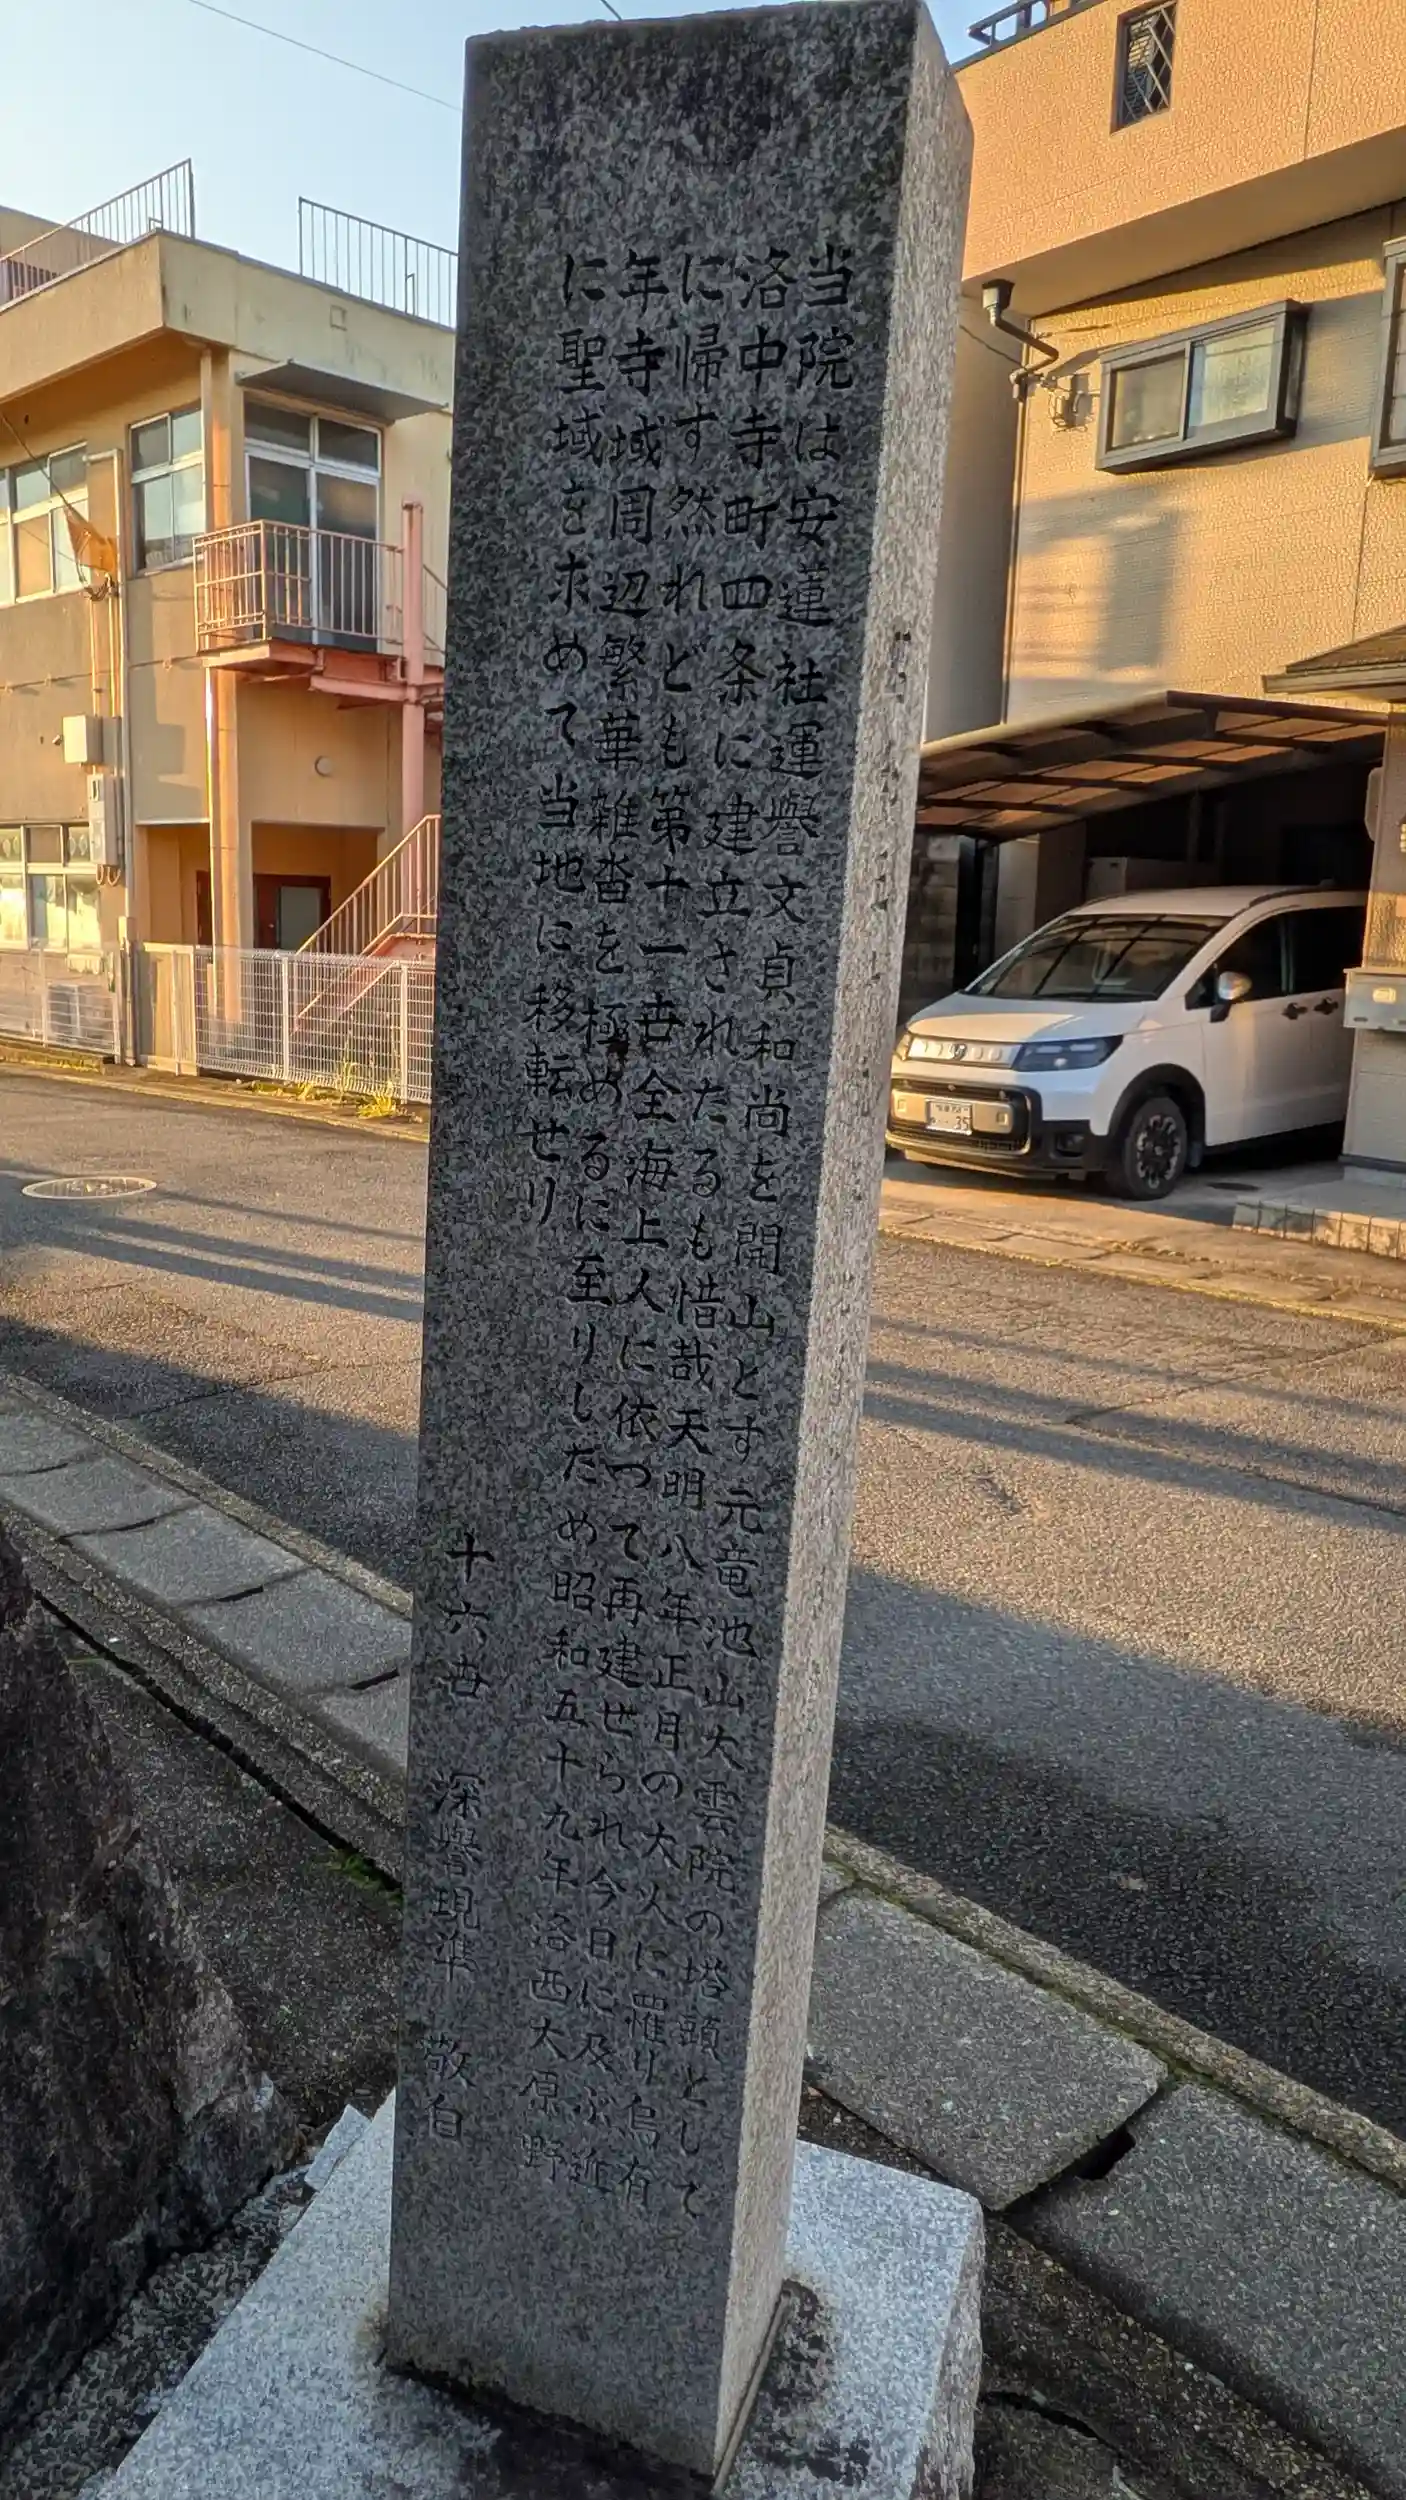 当院は安蓮社運譽文貞和尚を開山とす元竜池山大雲院の塔頭として
洛中寺町四条に建立されたるも惜哉天明八年正月の大火に罹り烏有
に帰す然れども第十一世全海上人に依つて再建せられ今日に及ぶ近
年寺域周辺繁華雑沓を極めるに至りしため昭和五十九年洛西大原野
に聖域を求めて当地に移転せり
十六世 深譽現準 敬白
35